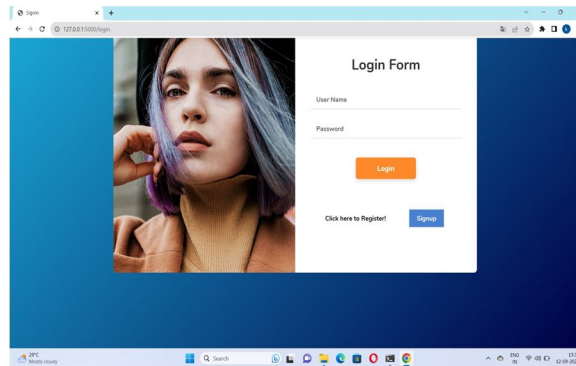 Signin
127.0.0.1:5000/login
Login Form
User Name
Password
Login
Click here to Register!
Signup
29°C
Mostly cloudy
Search
ENG
IN